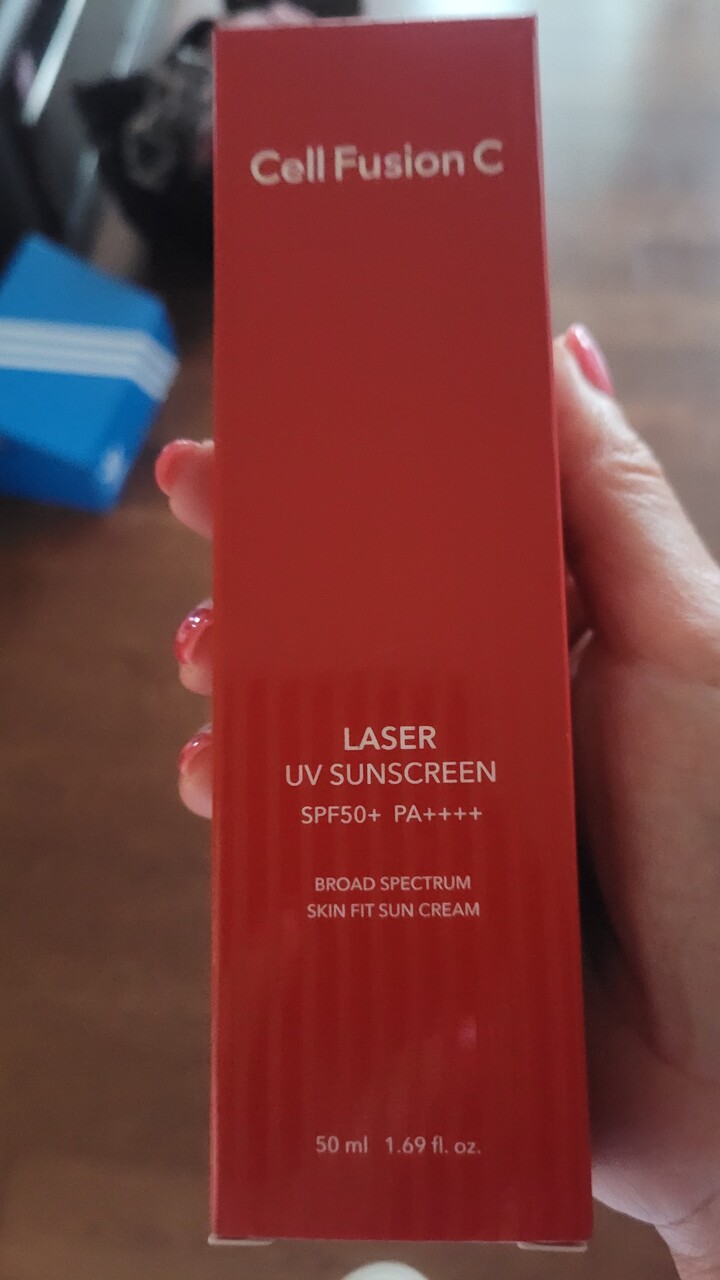 Cell Fusion C
LASER
UV SUNSCREEN
SPF50+ PA++++
BROAD SPECTRUM
SKIN FIT SUN CREAM
50 ml 1.69 fl. oz.